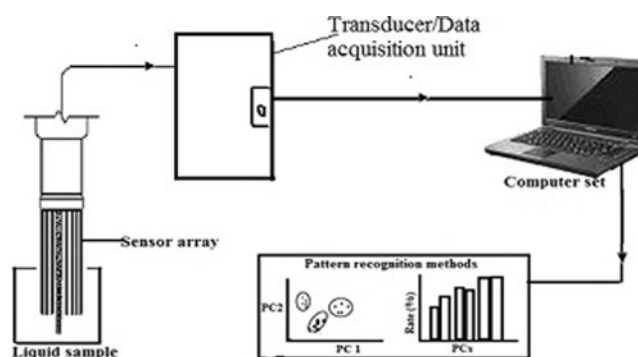 Transducer/Data
acquisition unit
Computer set
Sensor array
Liquid sample
Pattern recognition methods
PC2
PC 1
Rate (%)
PCs